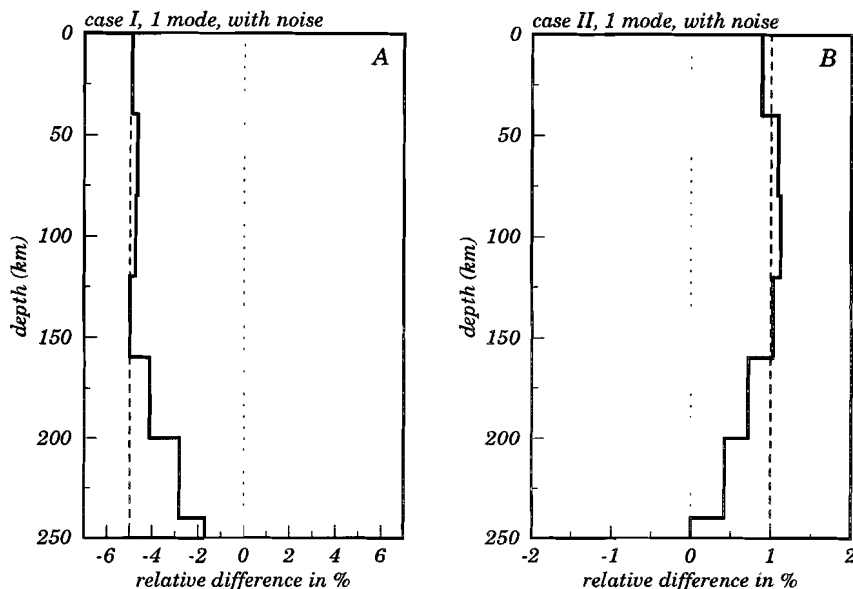 case I, 1 mode, with noise
A
0
50
100
150
200
250
depth (km)
-6 -4 -2 0 2 4 6
relative difference in %
case II, 1 mode, with noise
B
0
50
100
150
200
250
depth (km)
-2 -1 0 1 2
relative difference in %